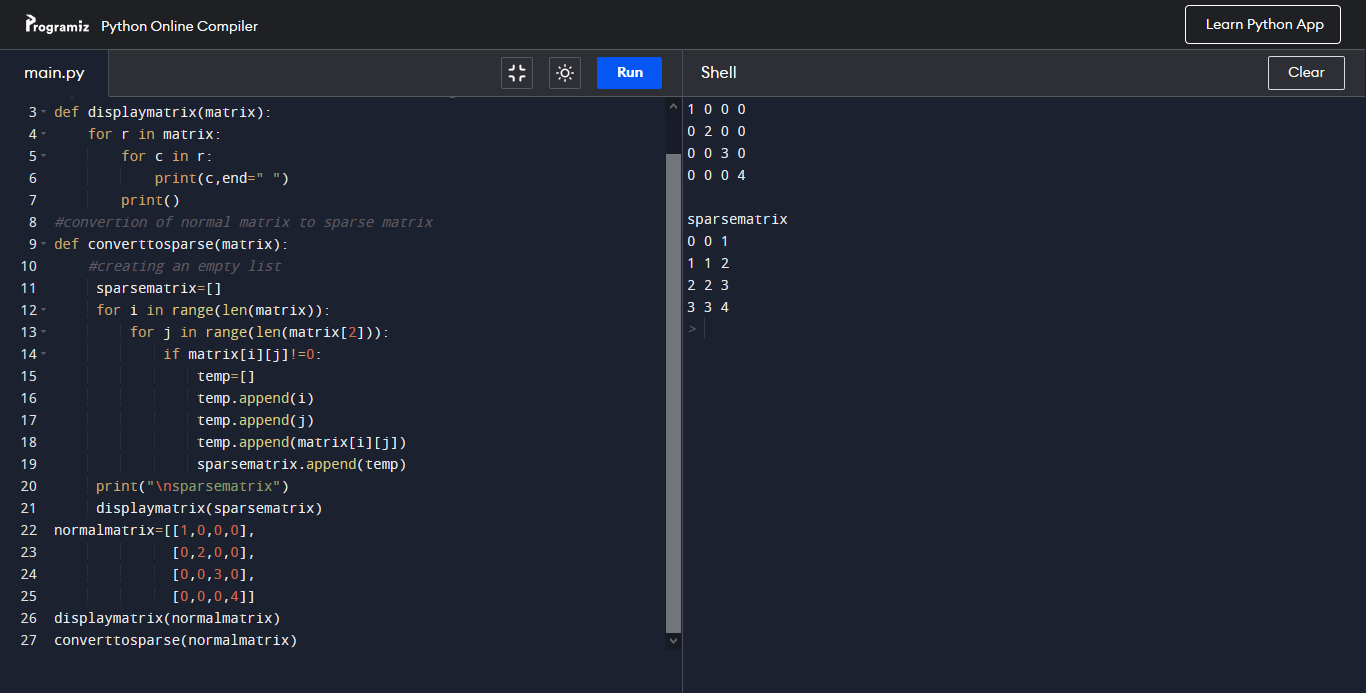 Programiz Python Online Compiler
Learn Python App
main.py
Run
Shell
Clear
3 def displaymatrix(matrix):
4     for r in matrix:
5         for c in r:
6             print(c,end=" ")
7         print()
8 #convertion of normal matrix to sparse matrix
9 def converttosparse(matrix):
10     #creating an empty list
11      sparsematrix=[]
12      for i in range(len(matrix)):
13          for j in range(len(matrix[2])):
14              if matrix[i][j]!=0:
15                  temp=[]
16                  temp.append(i)
17                  temp.append(j)
18                  temp.append(matrix[i][j])
19                  sparsematrix.append(temp)
20      print("\nsparsematrix")
21      displaymatrix(sparsematrix)
22 normalmatrix=[[1,0,0,0],
23               [0,2,0,0],
24               [0,0,3,0],
25               [0,0,0,4]]
26 displaymatrix(normalmatrix)
27 converttosparse(normalmatrix)
1 0 0 0
0 2 0 0
0 0 3 0
0 0 0 4
sparsematrix
0 0 1
1 1 2
2 2 3
3 3 4
>